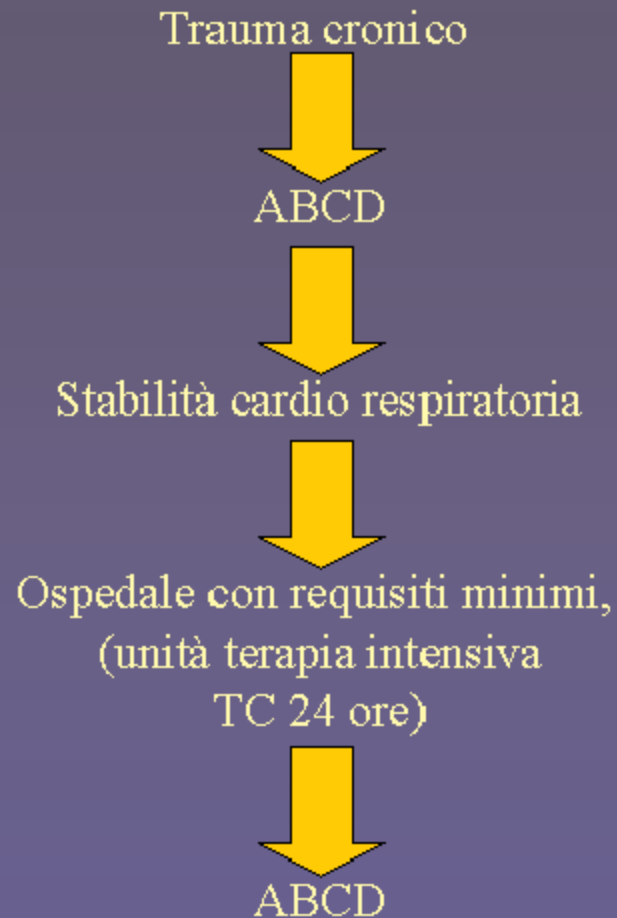 Trauma cronico
ABCD
Stabilità cardio respiratoria
Ospedale con requisiti minimi,
(unità terapia intensiva
TC 24 ore)
ABCD